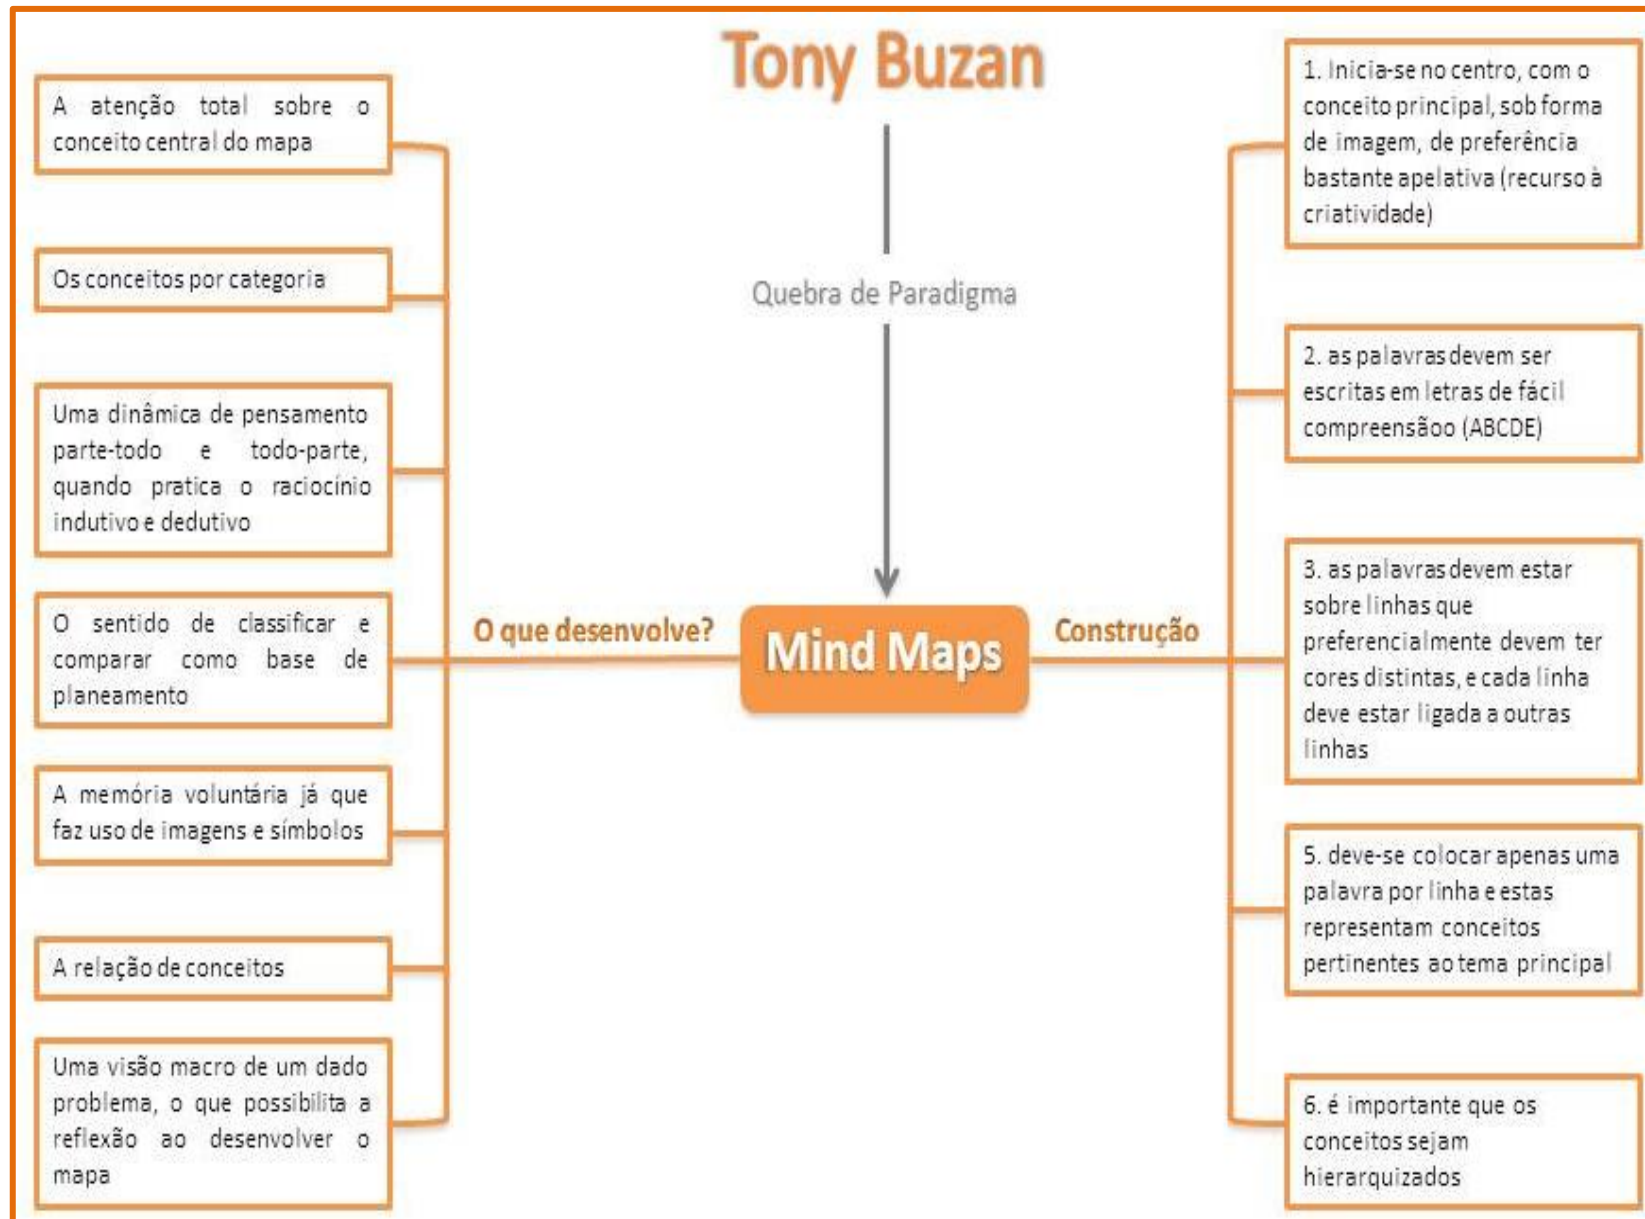 Tony Buzan
Quebra de Paradigma
Mind Maps
O que desenvolve?
A atenção total sobre o
conceito central do mapa
Os conceitos por categoria
Uma dinâmica de pensamento
parte-todo e todo-parte,
quando pratica o raciocínio
indutivo e dedutivo
O sentido de classificar e
comparar como base de
planeamento
A memória voluntária já que
faz uso de imagens e símbolos
A relação de conceitos
Uma visão macro de um dado
problema, o que possibilita a
reflexão ao desenvolver o
mapa
Construção
1. Inicia-se no centro, com o
conceito principal, sob forma
de imagem, de preferência
bastante apelativa (recurso à
criatividade)
2. as palavras devem ser
escritas em letras de fácil
compreensãoo (ABCDE)
3. as palavras devem estar
sobre linhas que
preferencialmente devem ter
cores distintas, e cada linha
deve estar ligada a outras
linhas
5. deve-se colocar apenas uma
palavra por linha e estas
representam conceitos
pertinentes ao tema principal
6. é importante que os
conceitos sejam
hierarquizados